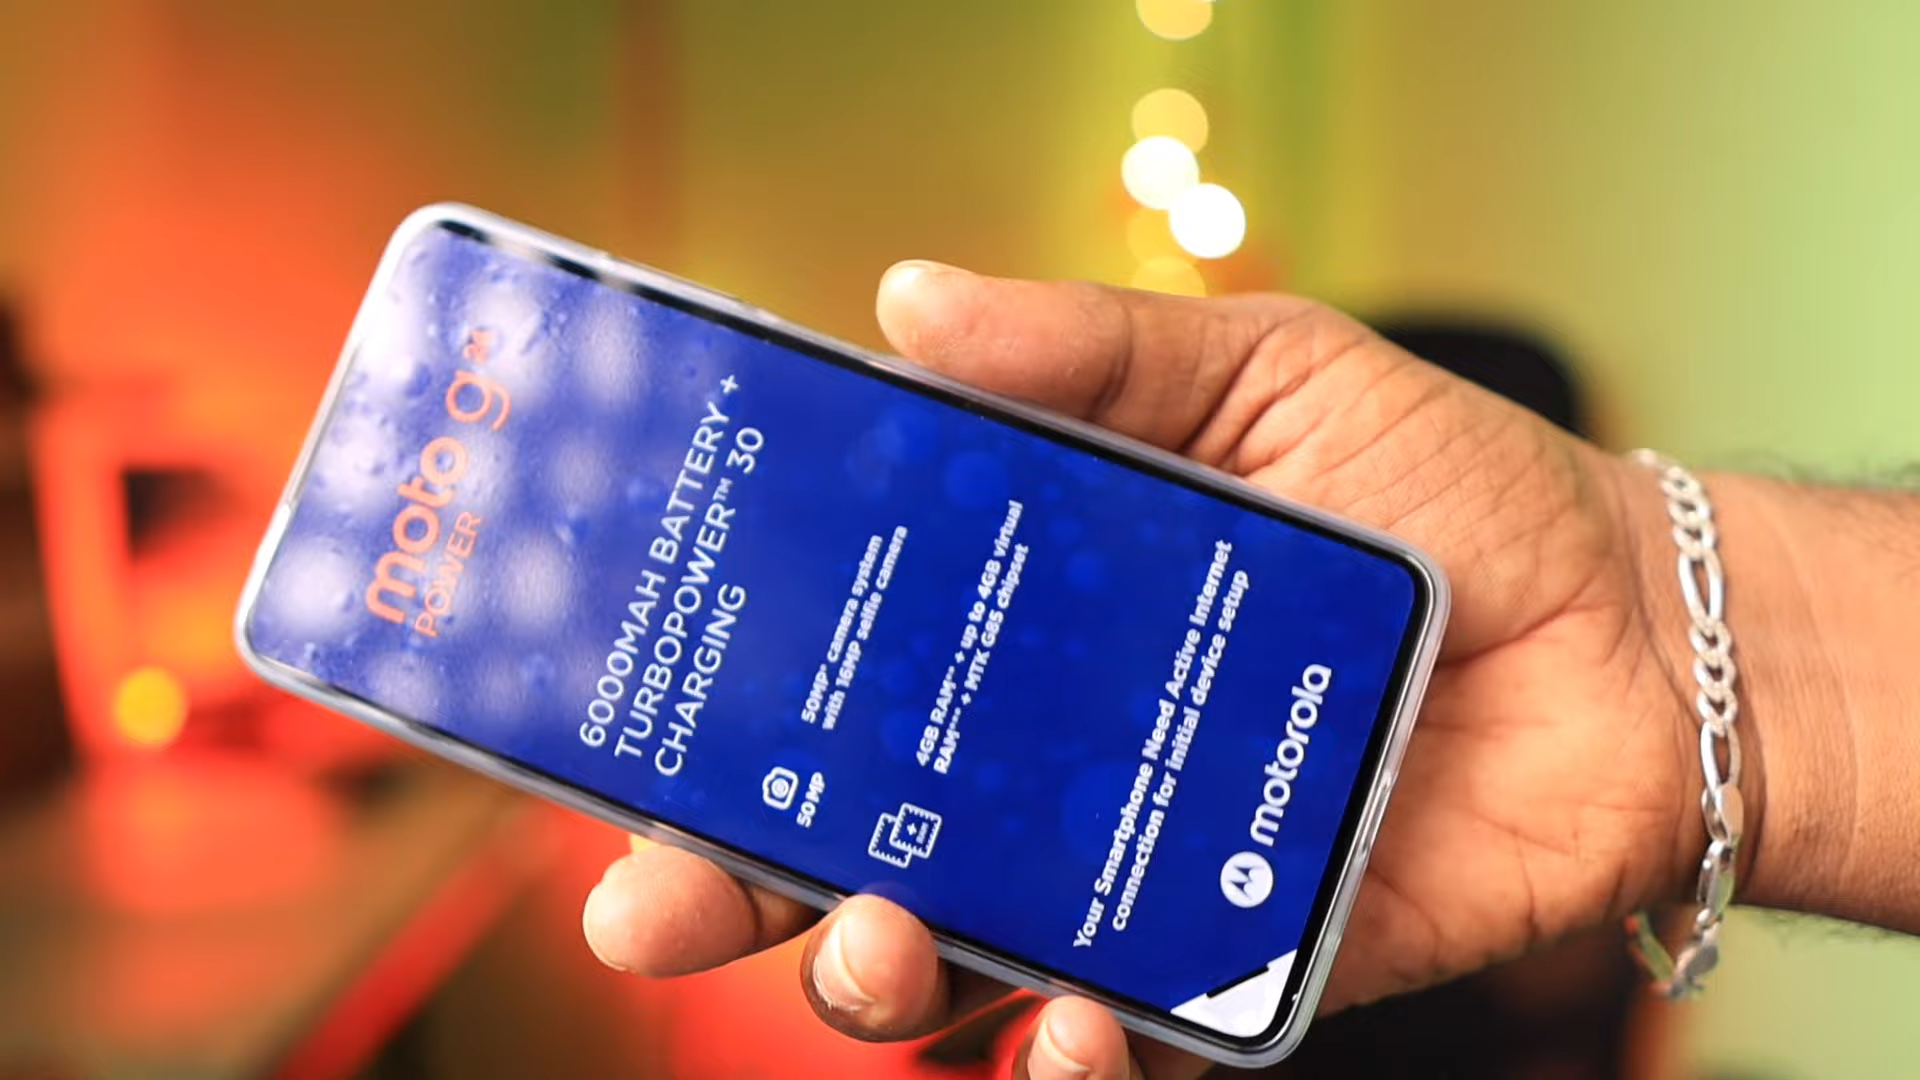 moto g24
POWER
6000MAH BATTERY +
TURBOPOWER™ 30
CHARGING
50MP
50MP* camera system
with 16MP selfie camera
4GB RAM** + up to 4GB virtual
RAM*** + MTK G85 chipset
Your Smartphone Need Active Internet
connection for initial device setup
motorola